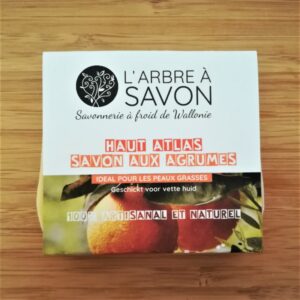 L'ARBRE À
SAVON
Savonnerie à froid de Wallonie
HAUT ATLAS
SAVON AUX AGRUMES
IDEAL POUR LES PEAUX GRASSES
Geschickt voor vette huid
100% ARTISANAL ET NATUREL